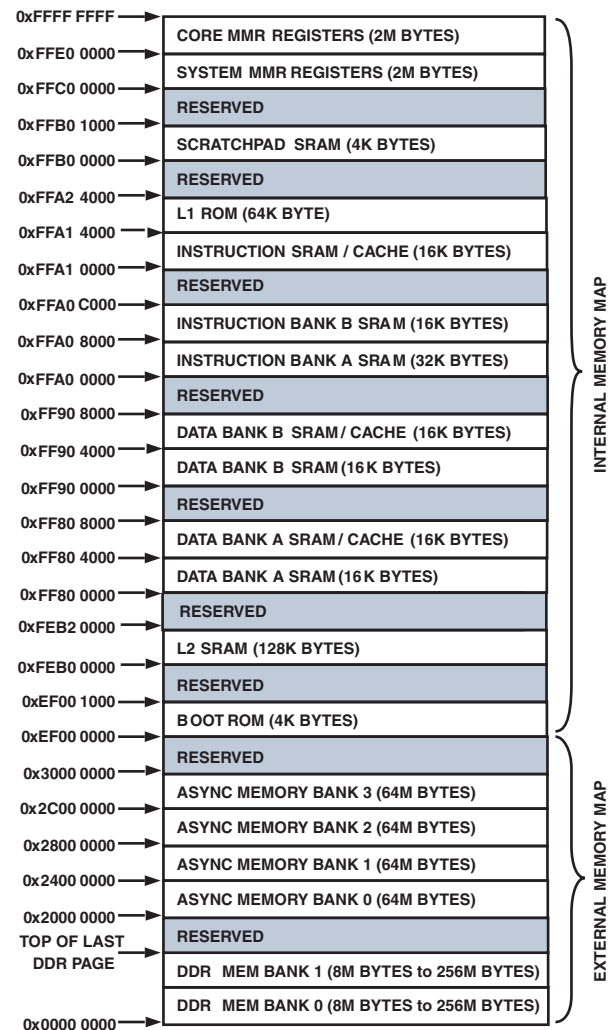 0xFFFF FFFF
CORE MMR REGISTERS (2M BYTES)
0xFFE0 0000
SYSTEM MMR REGISTERS (2M BYTES)
0xFFC0 0000
RESERVED
0xFFB0 1000
SCRATCHPAD SRAM (4K BYTES)
0xFFB0 0000
RESERVED
0xFFA2 4000
L1 ROM (64K BYTE)
0xFFA1 4000
INSTRUCTION SRAM / CACHE (16K BYTES)
0xFFA1 0000
RESERVED
0xFFA0 C000
INSTRUCTION BANK B SRAM (16K BYTES)
0xFFA0 8000
INSTRUCTION BANK A SRAM (32K BYTES)
0xFFA0 0000
RESERVED
0xFF90 8000
DATA BANK B SRAM / CACHE (16K BYTES)
0xFF90 4000
DATA BANK B SRAM (16K BYTES)
0xFF90 0000
RESERVED
0xFF80 8000
DATA BANK A SRAM / CACHE (16K BYTES)
0xFF80 4000
DATA BANK A SRAM (16K BYTES)
0xFF80 0000
RESERVED
0xFEB2 0000
L2 SRAM (128K BYTES)
0xFEB0 0000
RESERVED
0xEF00 1000
BOOT ROM (4K BYTES)
0xEF00 0000
RESERVED
0x3000 0000
ASYNC MEMORY BANK 3 (64M BYTES)
0x2C00 0000
ASYNC MEMORY BANK 2 (64M BYTES)
0x2800 0000
ASYNC MEMORY BANK 1 (64M BYTES)
0x2400 0000
ASYNC MEMORY BANK 0 (64M BYTES)
0x2000 0000
RESERVED
TOP OF LAST
DDR PAGE
DDR MEM BANK 1 (8M BYTES to 256M BYTES)
DDR MEM BANK 0 (8M BYTES to 256M BYTES)
0x0000 0000
INTERNAL MEMORY MAP
EXTERNAL MEMORY MAP